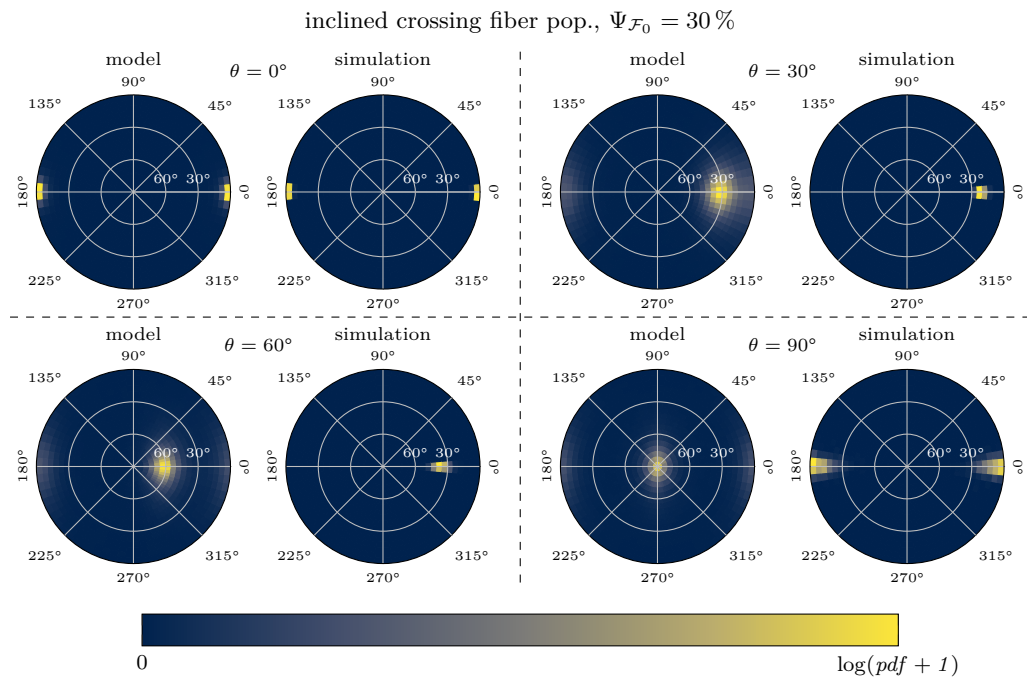 inclined crossing fiber pop., Ψ_{𝓕₀} = 30 %
model θ = 0° simulation
90° 90°
135° 45° 135° 45°
180° 60° 30° 0° 180° 60° 30° 0°
225° 315° 225° 315°
270° 270°
model θ = 30° simulation
90° 90°
135° 45° 135° 45°
180° 60° 30° 0° 180° 60° 30° 0°
225° 315° 225° 315°
270° 270°
model θ = 60° simulation
90° 90°
135° 45° 135° 45°
180° 60° 30° 0° 180° 60° 30° 0°
225° 315° 225° 315°
270° 270°
model θ = 90° simulation
90° 90°
135° 45° 135° 45°
180° 60° 30° 0° 180° 60° 30° 0°
225° 315° 225° 315°
270° 270°
0 log(pdf + 1)